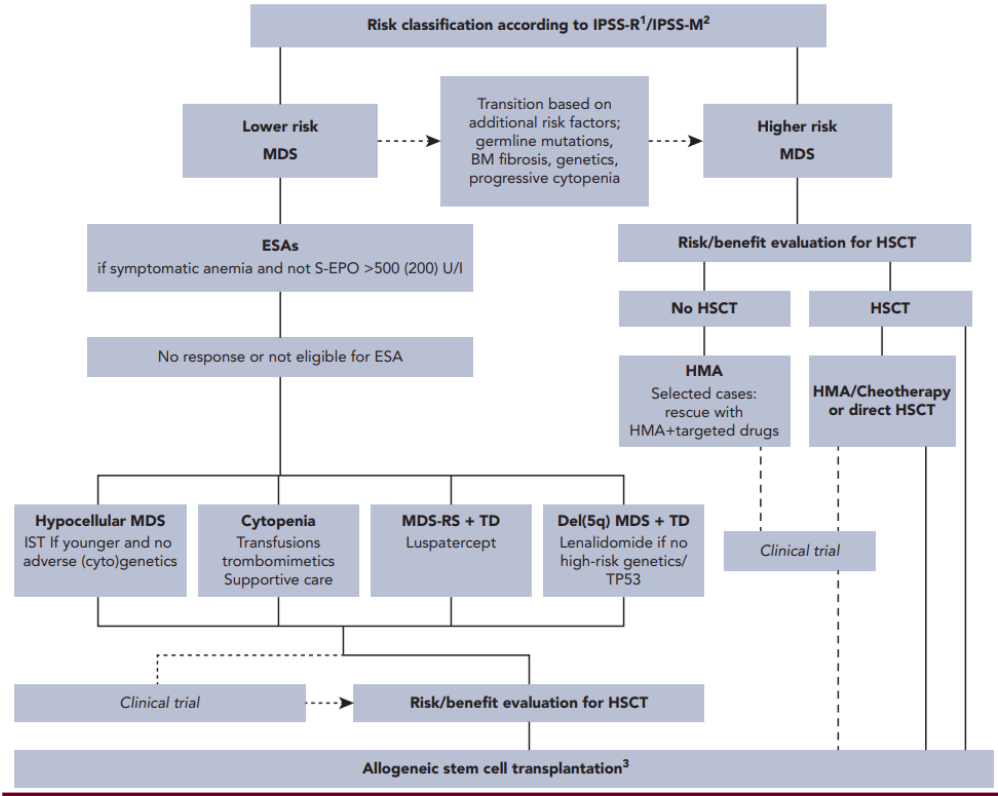 Risk classification according to IPSS-R1/IPSS-M2
Lower risk
MDS
Transition based on
additional risk factors;
germline mutations,
BM fibrosis, genetics,
progressive cytopenia
Higher risk
MDS
ESAs
if symptomatic anemia and not S-EPO >500 (200) U/l
Risk/benefit evaluation for HSCT
No HSCT
HSCT
No response or not eligible for ESA
HMA
Selected cases:
rescue with
HMA+targeted drugs
HMA/Cheotherapy
or direct HSCT
Hypocellular MDS
IST If younger and no
adverse (cyto)genetics
Cytopenia
Transfusions
trombomimetics
Supportive care
MDS-RS + TD
Luspatercept
Del(5q) MDS + TD
Lenalidomide if no
high-risk genetics/
TP53
Clinical trial
Clinical trial
Risk/benefit evaluation for HSCT
Allogeneic stem cell transplantation3